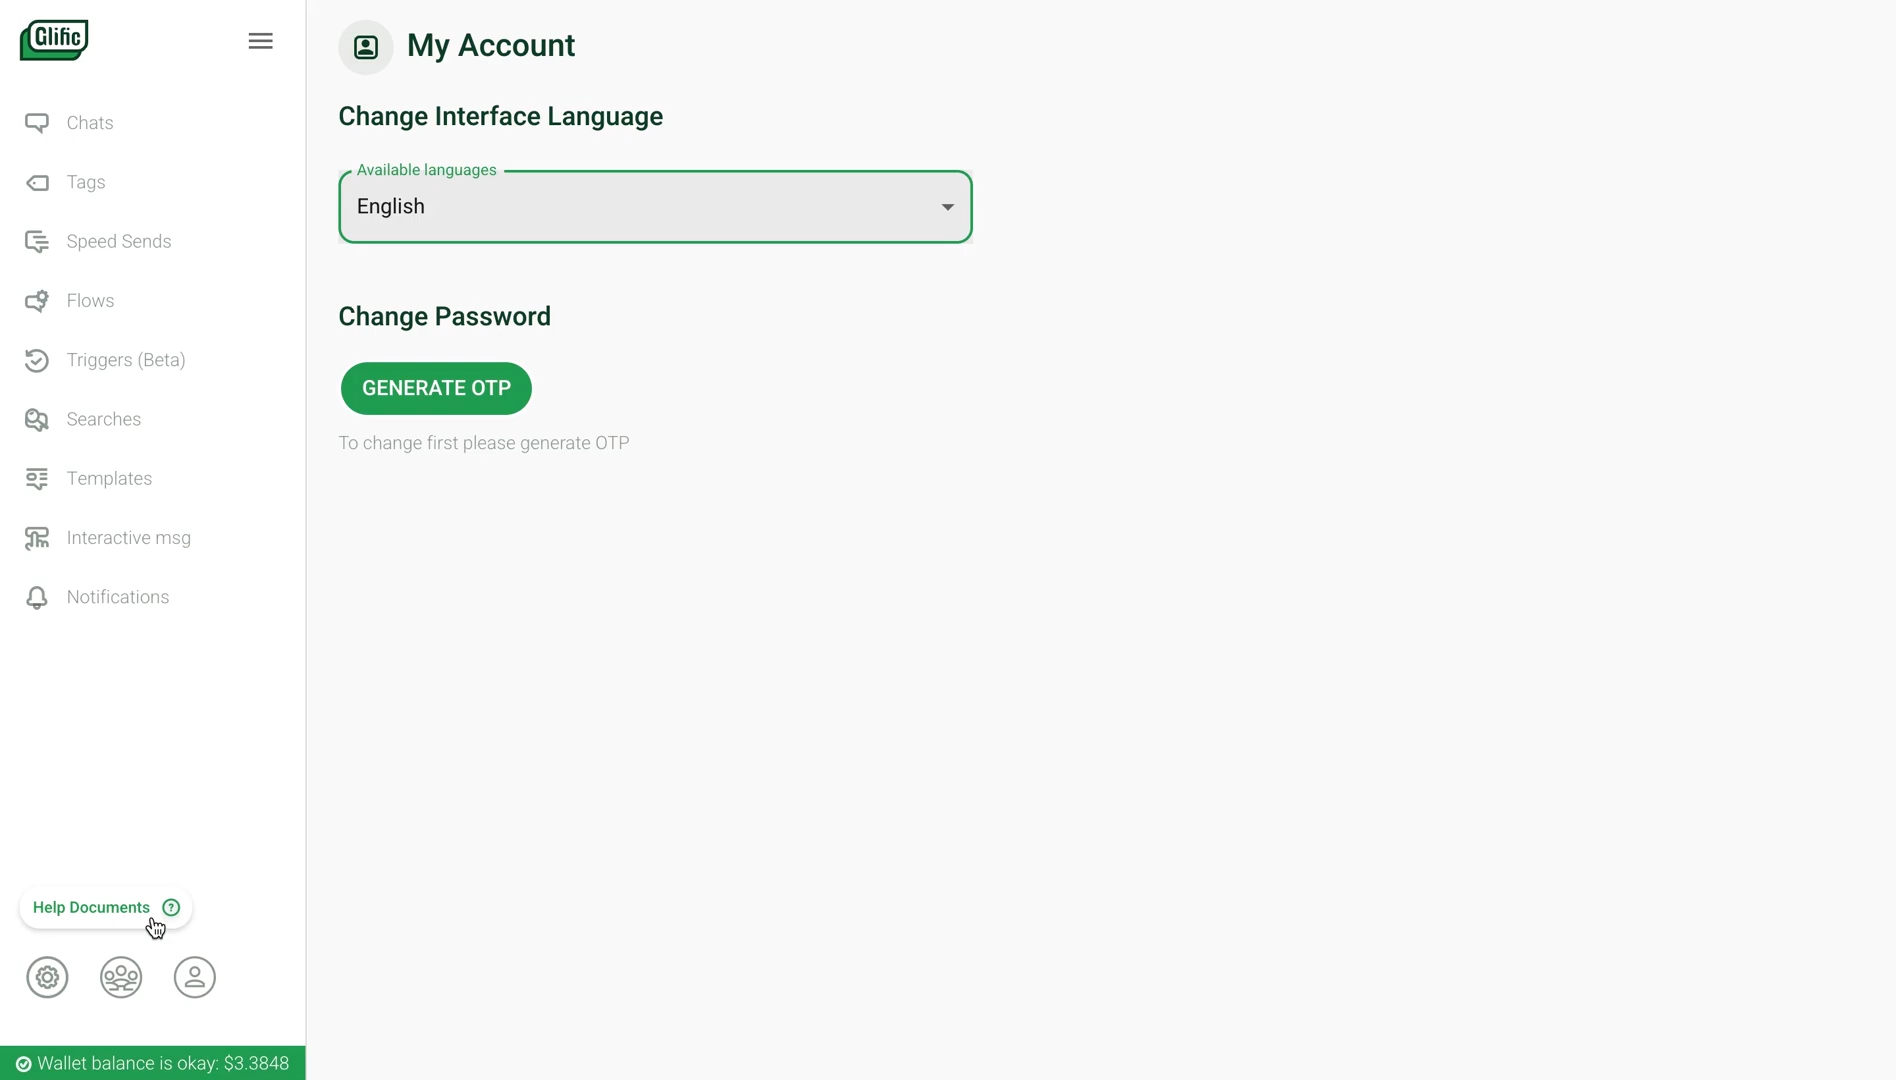 Glific
My Account
Change Interface Language
Available languages
English
Change Password
GENERATE OTP
To change first please generate OTP
Chats
Tags
Speed Sends
Flows
Triggers (Beta)
Searches
Templates
Interactive msg
Notifications
Help Documents
Wallet balance is okay: $3.3848